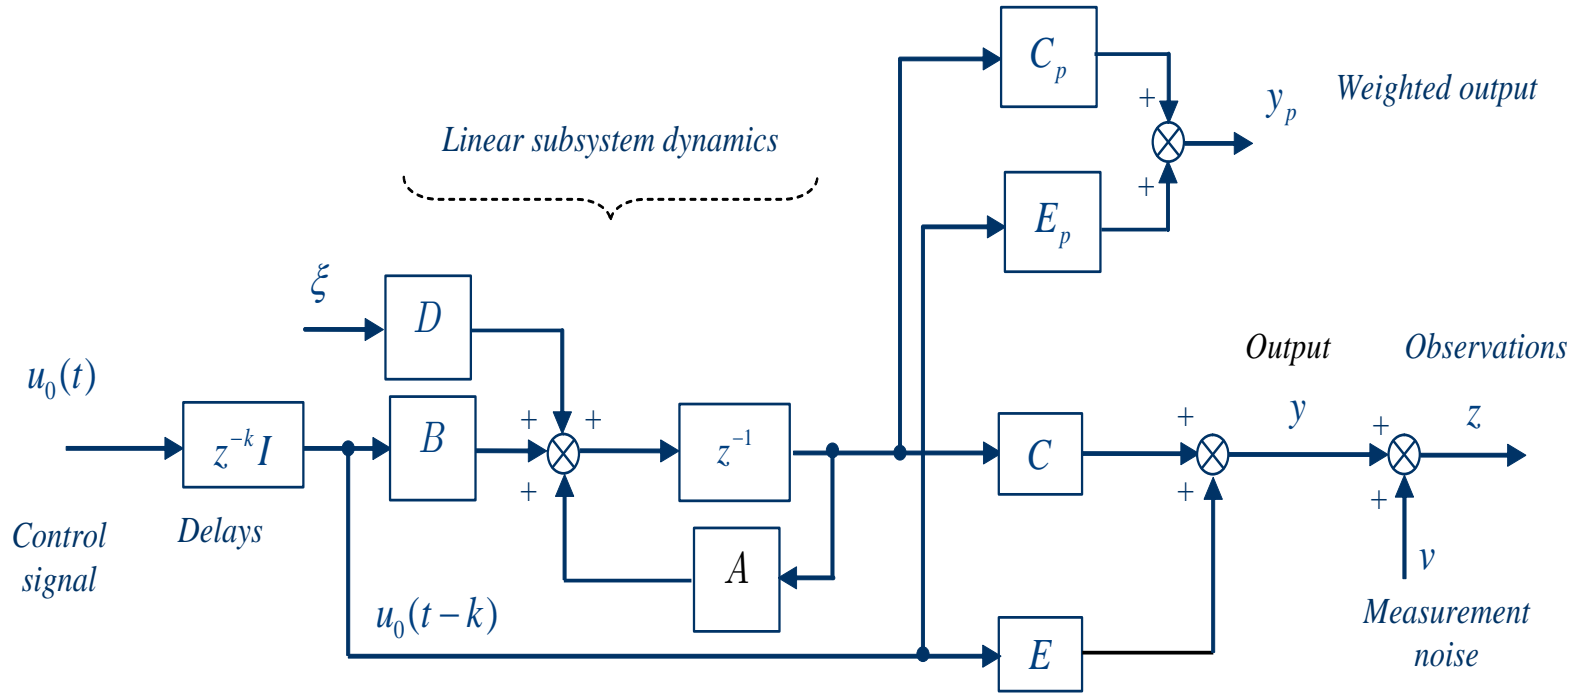 C_p
Weighted output
+
y_p
Linear subsystem dynamics
+
E_p
ξ
D
Output
Observations
u_0(t)
z^{-k} I
B
+
+
z^{-1}
C
+
y
+
z
+
+
+
Control
signal
Delays
A
v
u_0(t − k)
E
Measurement
noise